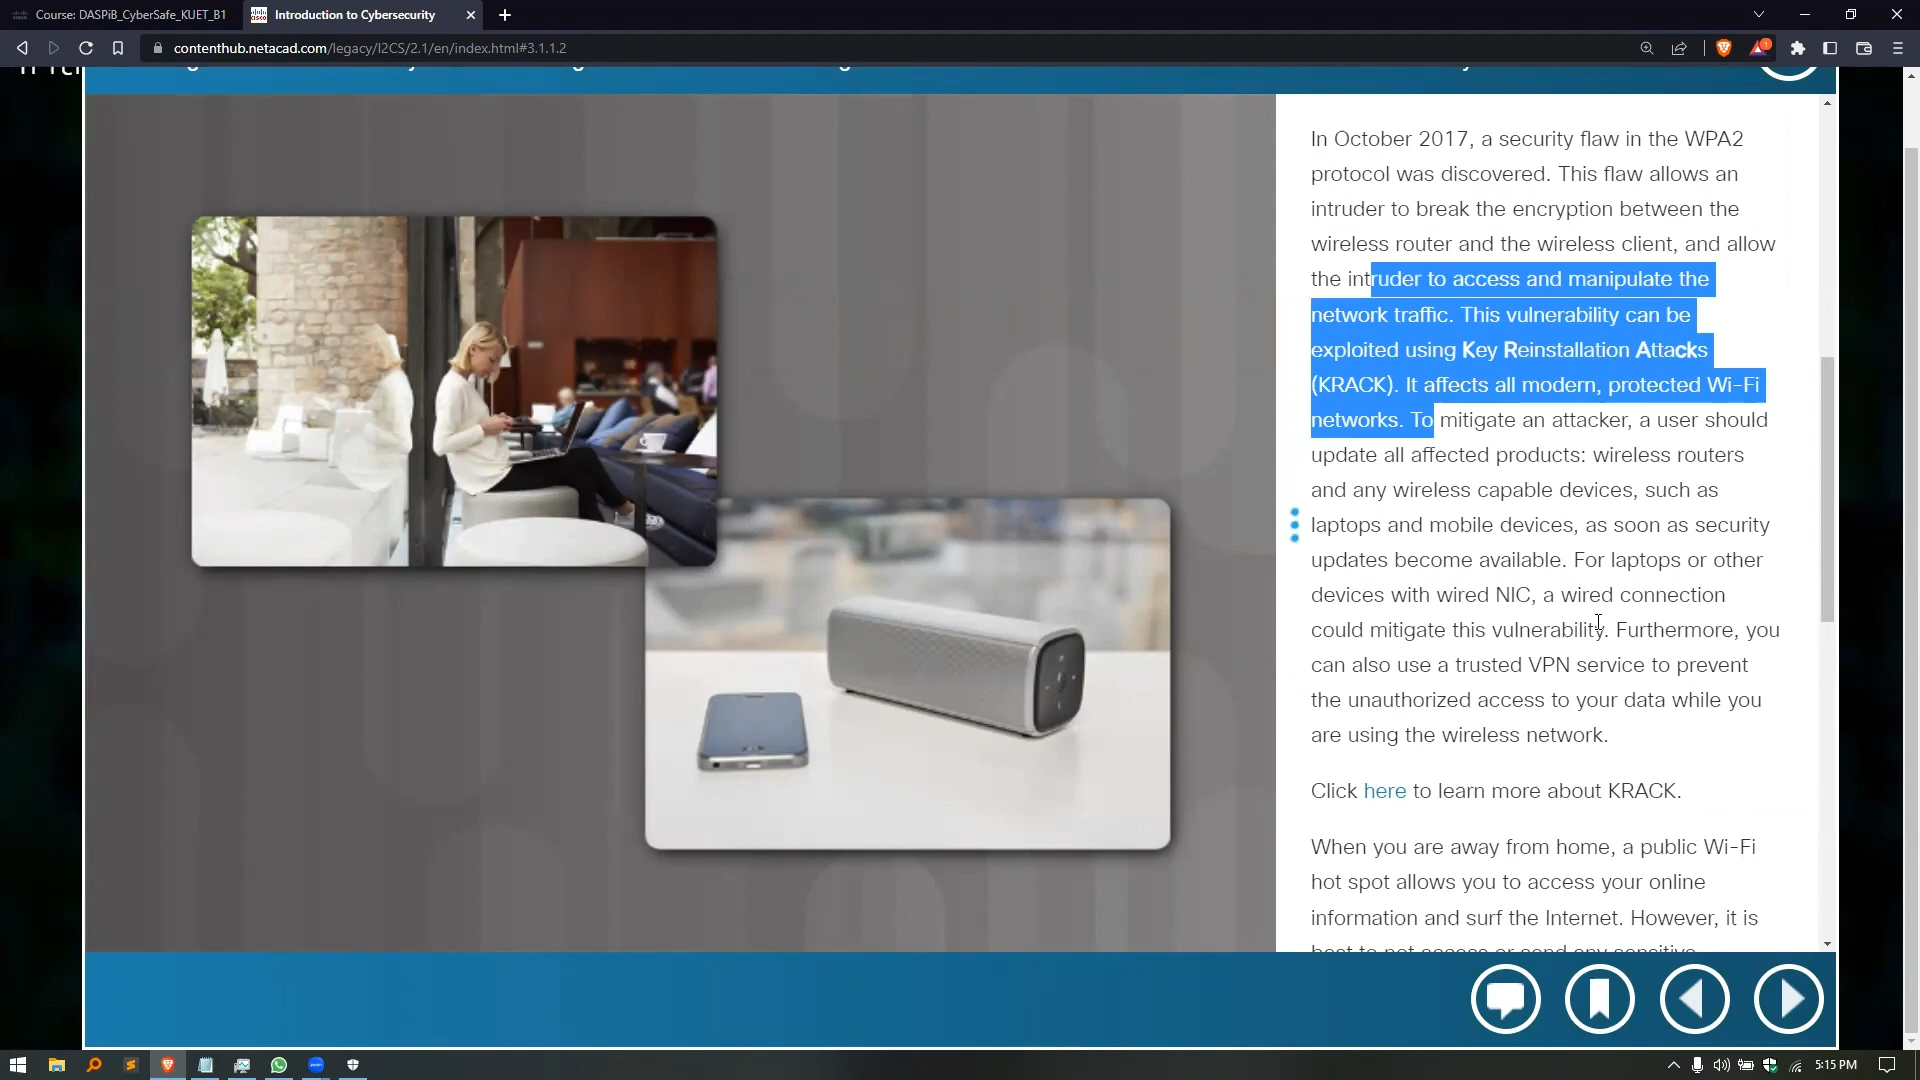 Course: DASPiB_CyberSafe_KUET_B1
Introduction to Cybersecurity
contenthub.netacad.com/legacy/I2CS/2.1/en/index.html#3.1.1.2
In October 2017, a security flaw in the WPA2
protocol was discovered. This flaw allows an
intruder to break the encryption between the
wireless router and the wireless client, and allow
the intruder to access and manipulate the
network traffic. This vulnerability can be
exploited using Key Reinstallation Attacks
(KRACK). It affects all modern, protected Wi-Fi
networks. To mitigate an attacker, a user should
update all affected products: wireless routers
and any wireless capable devices, such as
laptops and mobile devices, as soon as security
updates become available. For laptops or other
devices with wired NIC, a wired connection
could mitigate this vulnerability. Furthermore, you
can also use a trusted VPN service to prevent
the unauthorized access to your data while you
are using the wireless network.
Click here to learn more about KRACK.
When you are away from home, a public Wi-Fi
hot spot allows you to access your online
information and surf the Internet. However, it is
best to not access or send any sensitive
5:15 PM